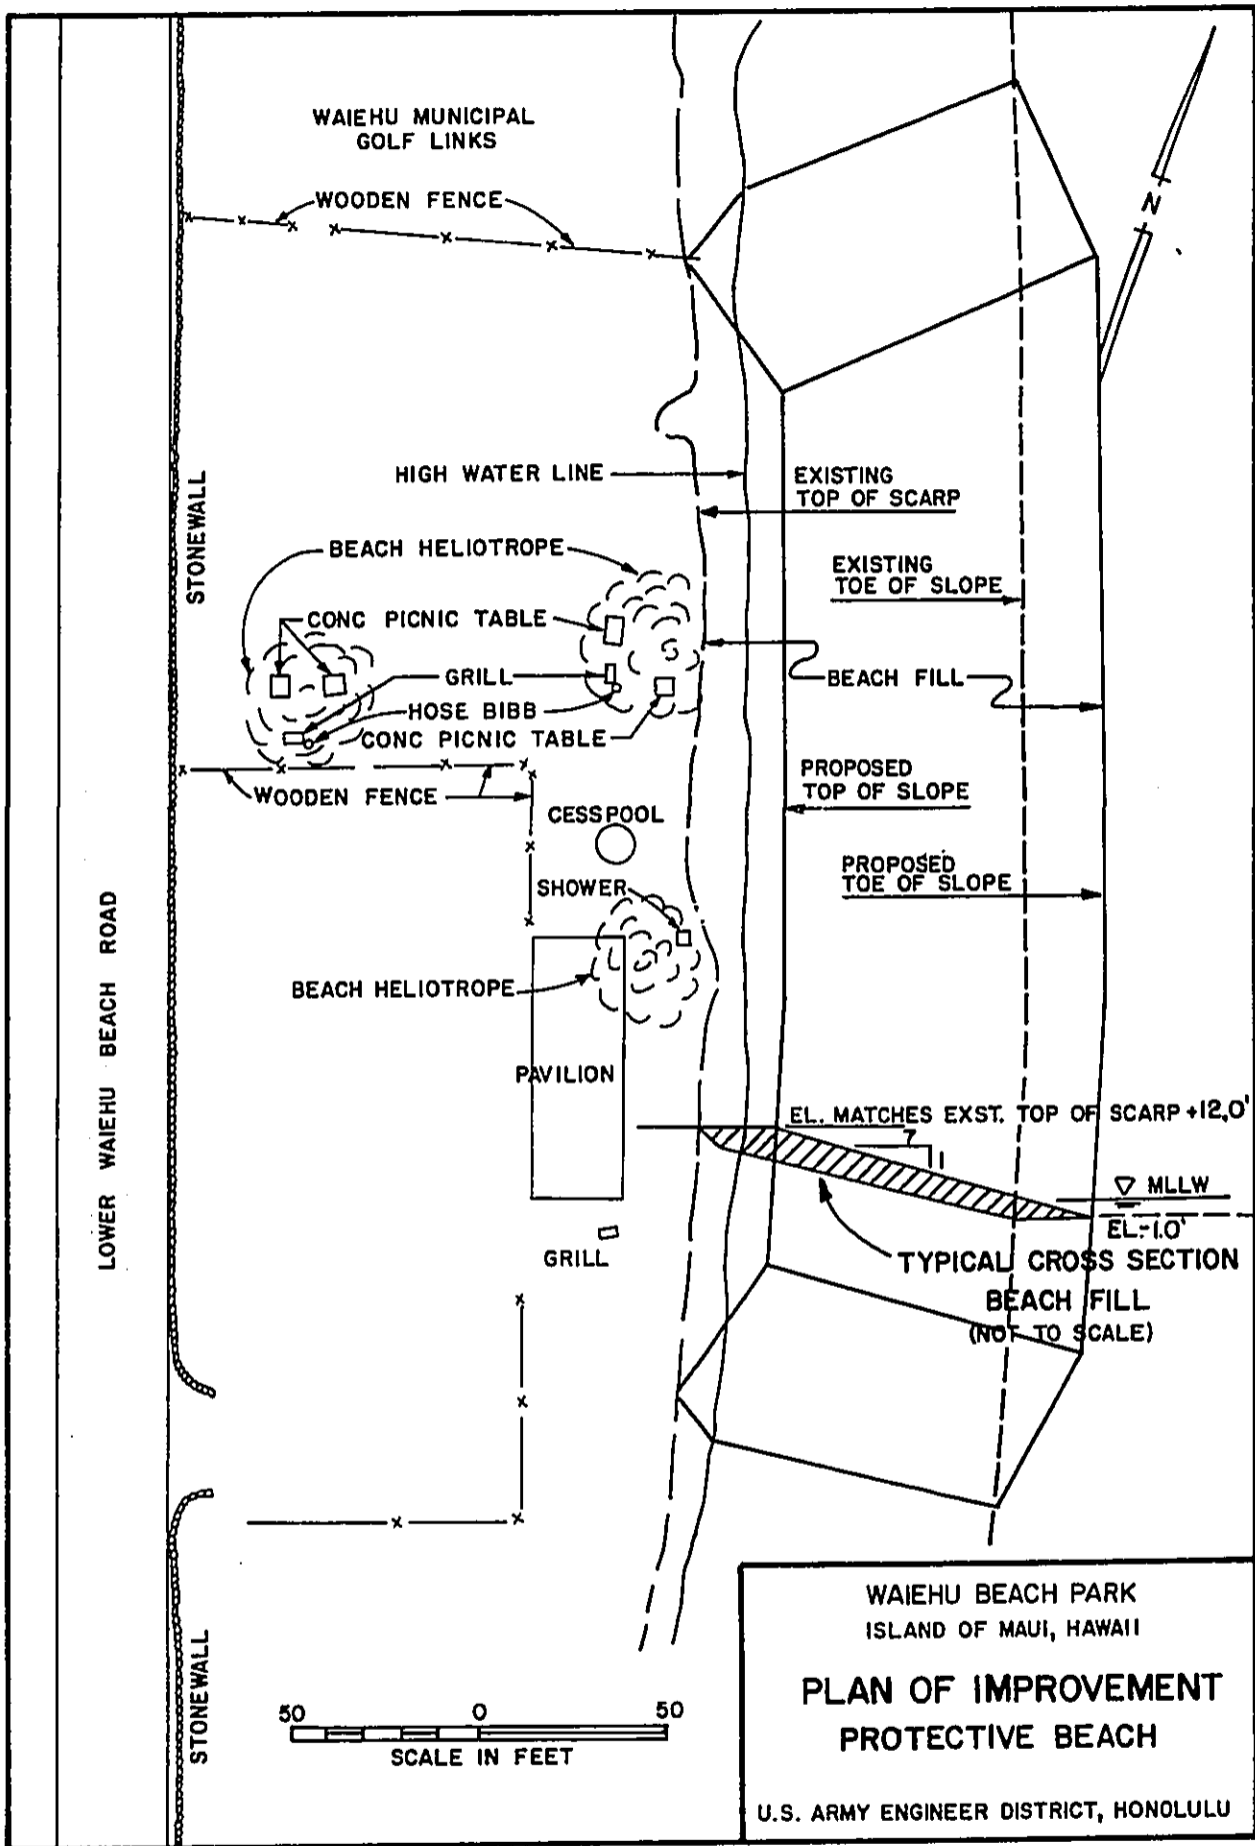 WAIEHU MUNICIPAL
GOLF LINKS
WOODEN FENCE
N
HIGH WATER LINE
EXISTING
TOP OF SCARP
STONEWALL
BEACH HELIOTROPE
EXISTING
TOE OF SLOPE
CONC PICNIC TABLE
GRILL
BEACH FILL
HOSE BIBB
CONC PICNIC TABLE
PROPOSED
TOP OF SLOPE
WOODEN FENCE
CESSPOOL
PROPOSED
TOE OF SLOPE
SHOWER
LOWER WAIEHU BEACH ROAD
BEACH HELIOTROPE
PAVILION
EL. MATCHES EXST. TOP OF SCARP +12.0'
7
1
MLLW
EL.-1.0'
GRILL
TYPICAL CROSS SECTION
BEACH FILL
(NOT TO SCALE)
STONEWALL
50 0 50
SCALE IN FEET
WAIEHU BEACH PARK
ISLAND OF MAUI, HAWAII
PLAN OF IMPROVEMENT
PROTECTIVE BEACH
U.S. ARMY ENGINEER DISTRICT, HONOLULU